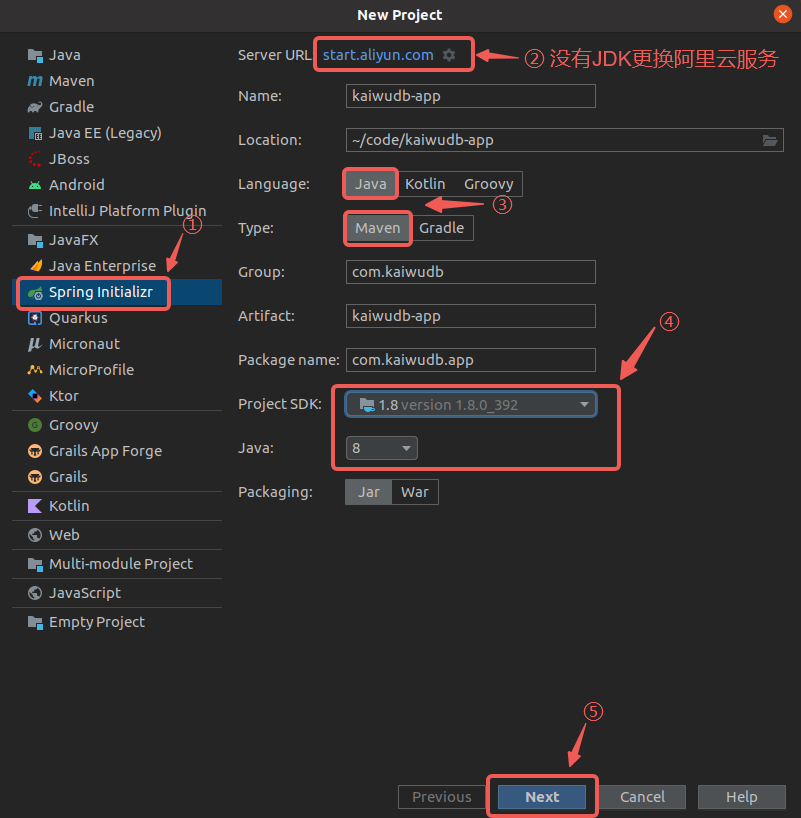 New Project
Java
Maven
Gradle
Java EE (Legacy)
JBoss
Android
IntelliJ Platform Plugin
①
JavaFX
Java Enterprise
Spring Initializr
Quarkus
Micronaut
MicroProfile
Ktor
Groovy
Grails App Forge
Grails
Kotlin
Web
Multi-module Project
JavaScript
Empty Project
Server URL start.aliyun.com ② 没有JDK更换阿里云服务
Name: kaiwudb-app
Location: ~/code/kaiwudb-app
Language: Java Kotlin Groovy
③
Type: Maven Gradle
Group: com.kaiwudb
Artifact: kaiwudb-app
④
Package name: com.kaiwudb.app
Project SDK: 1.8 version 1.8.0_392
Java: 8
Packaging: Jar War
⑤
Previous Next Cancel Help